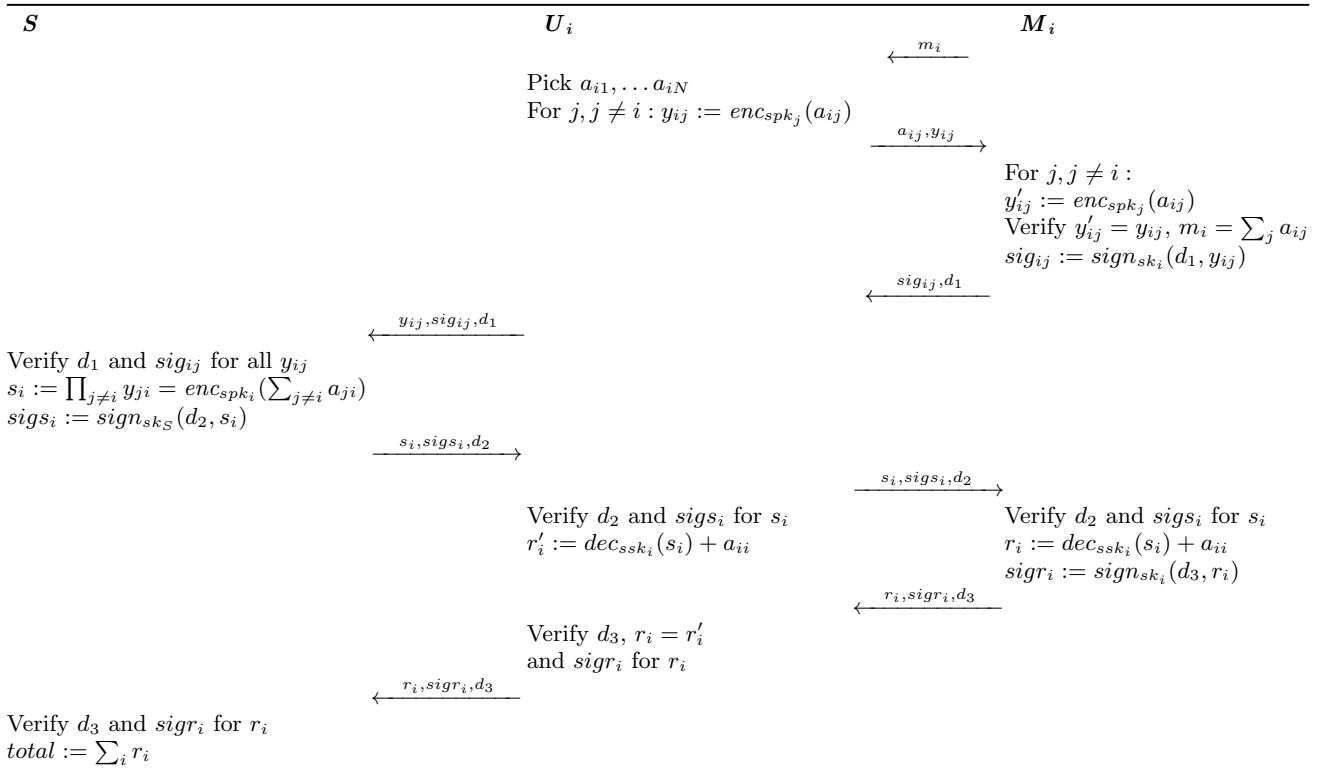 S U_i M_i
m_i
Pick a_{i1}, … a_{iN}
For j, j ≠ i : y_{ij} := enc_{spk_j}(a_{ij})
a_{ij}, y_{ij}
For j, j ≠ i :
y'_{ij} := enc_{spk_j}(a_{ij})
Verify y'_{ij} = y_{ij}, m_i = ∑_j a_{ij}
sig_{ij} := sign_{sk_i}(d_1, y_{ij})
sig_{ij}, d_1
y_{ij}, sig_{ij}, d_1
Verify d_1 and sig_{ij} for all y_{ij}
s_i := ∏_{j≠i} y_{ji} = enc_{spk_i}(∑_{j≠i} a_{ji})
sigs_i := sign_{sk_S}(d_2, s_i)
s_i, sigs_i, d_2
s_i, sigs_i, d_2
Verify d_2 and sigs_i for s_i
r'_i := dec_{ssk_i}(s_i) + a_{ii}
Verify d_2 and sigs_i for s_i
r_i := dec_{ssk_i}(s_i) + a_{ii}
sigr_i := sign_{sk_i}(d_3, r_i)
r_i, sigr_i, d_3
Verify d_3, r_i = r'_i
and sigr_i for r_i
r_i, sigr_i, d_3
Verify d_3 and sigr_i for r_i
total := ∑_i r_i